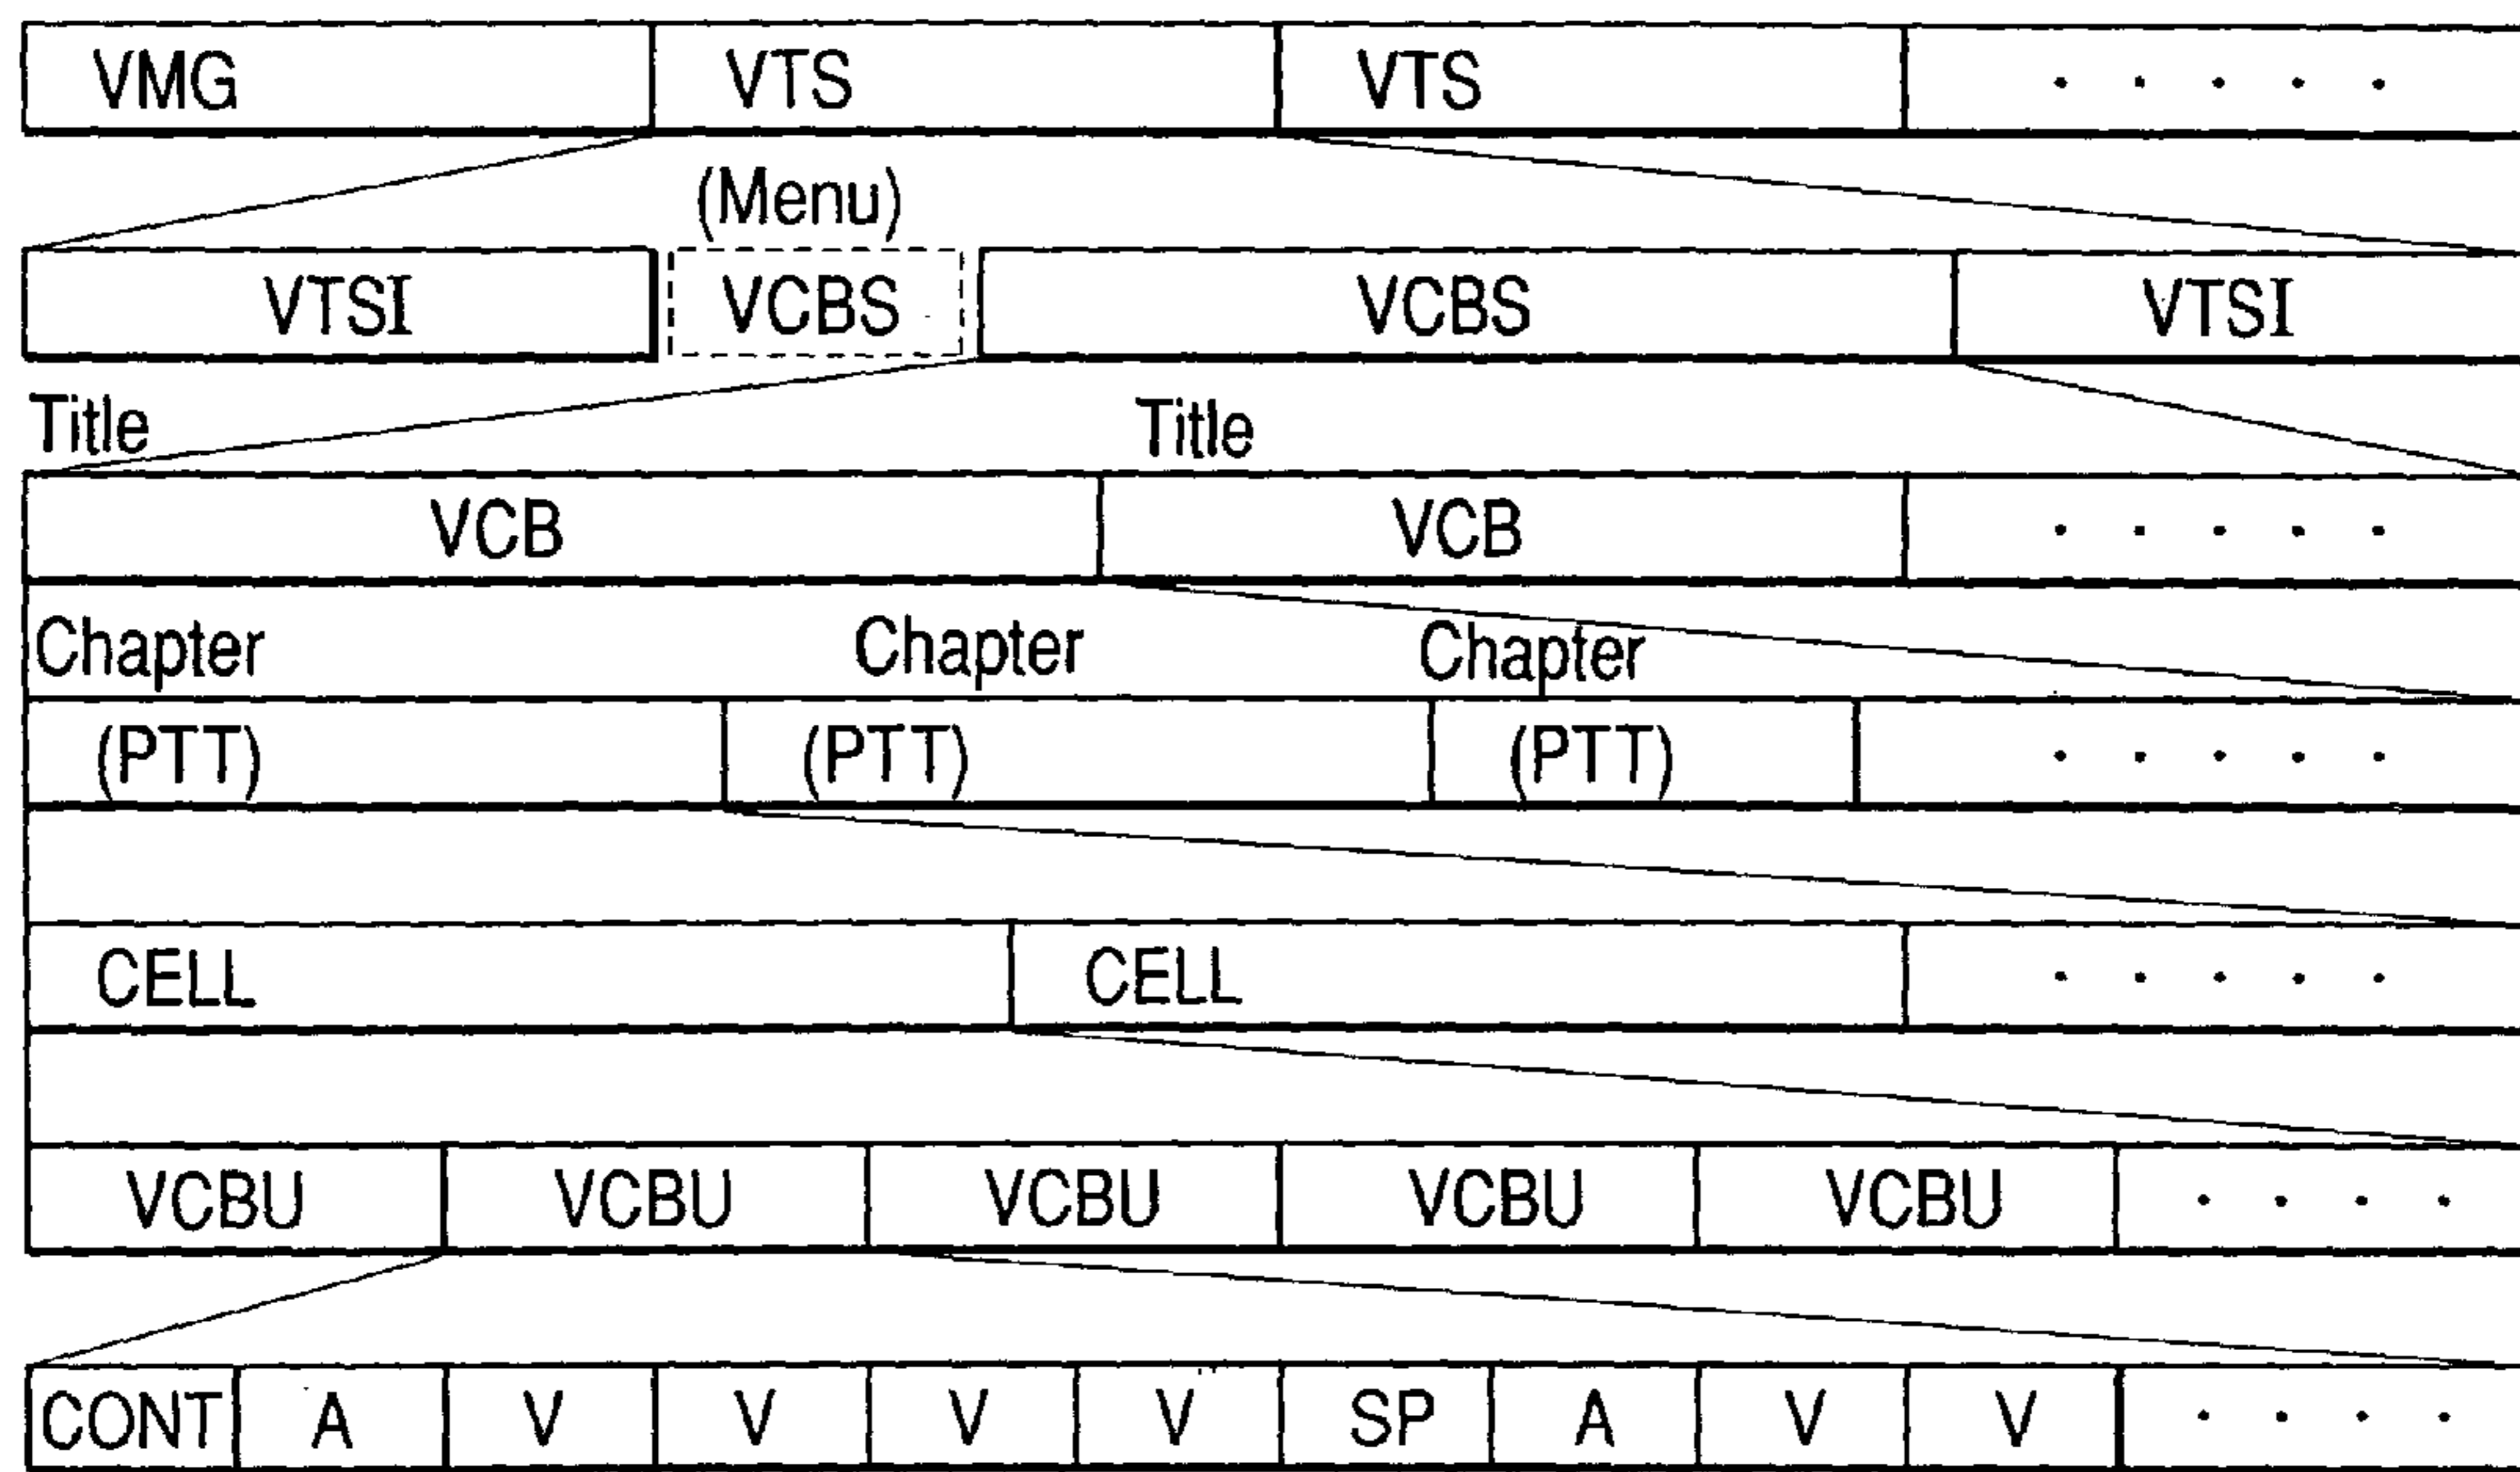 VMG VTS VTS . . . . .
(Menu)
VTSI VCBS VCBS VTSI
Title Title
VCB VCB . . . . .
Chapter Chapter Chapter
(PTT) (PTT) (PTT) . . . . .
CELL CELL . . . . .
VCBU VCBU VCBU VCBU VCBU . . . .
CONT A V V V V SP A V V . . . .